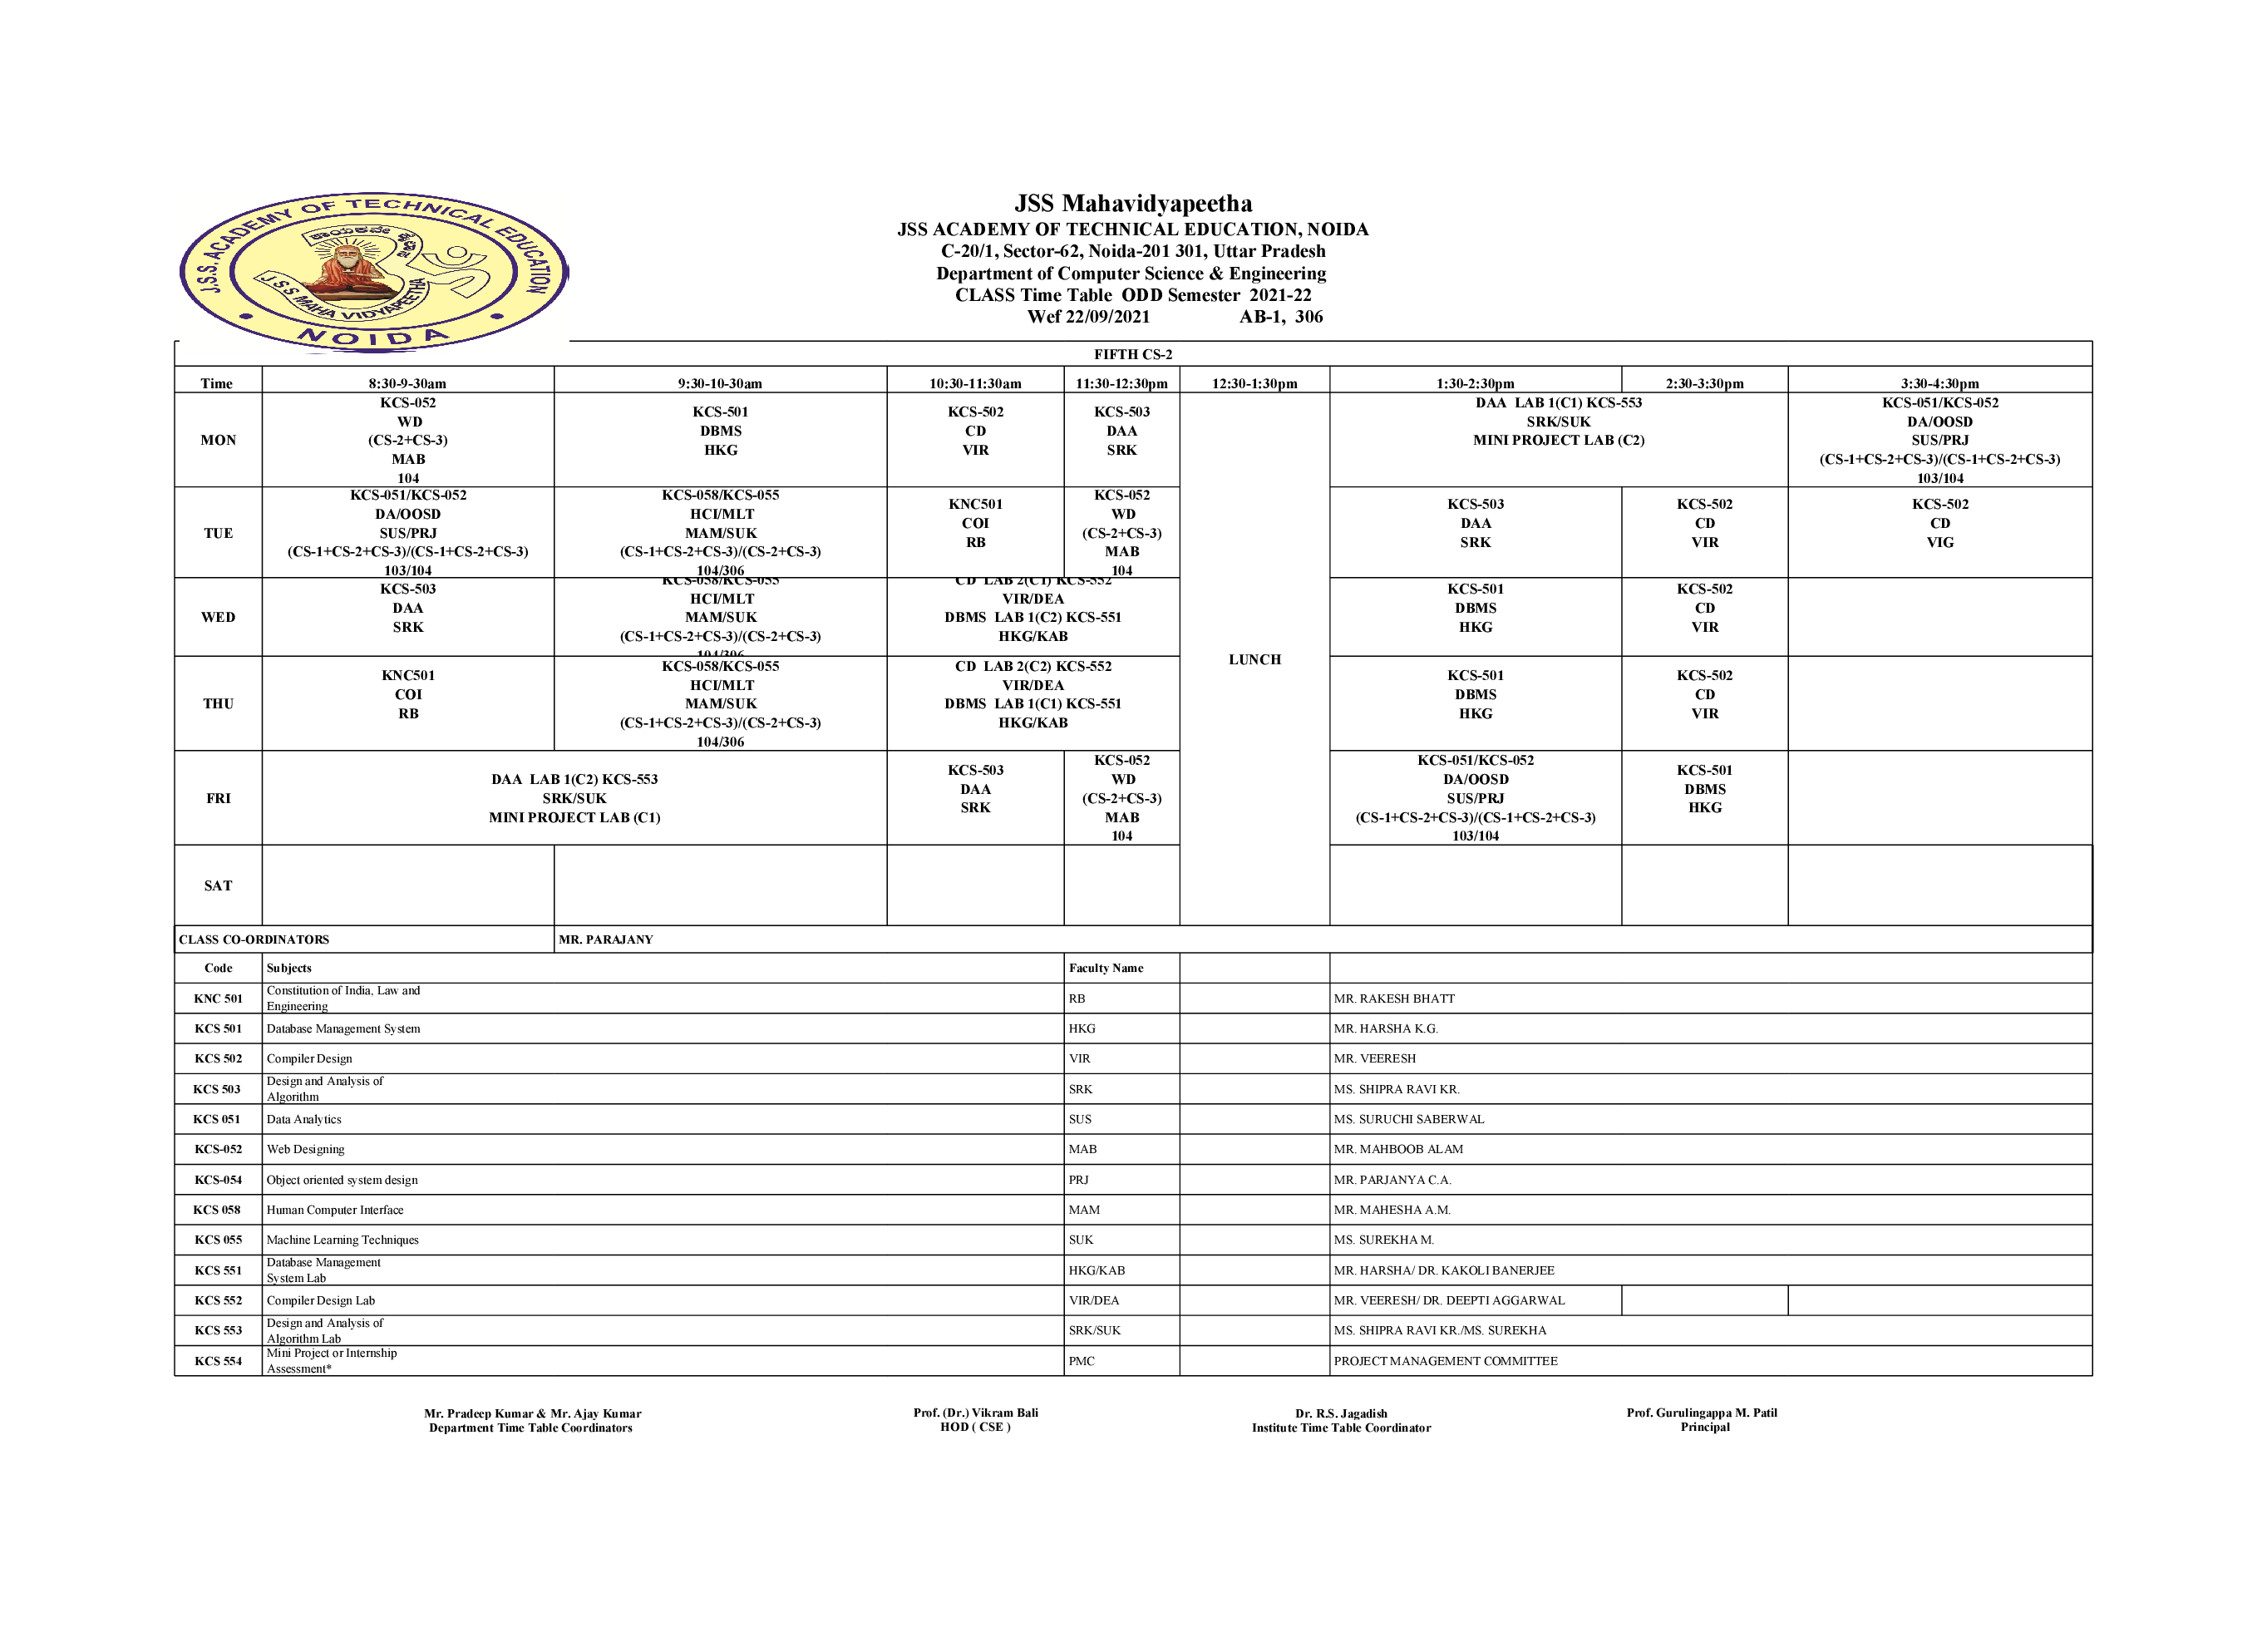 J.S.S. ACADEMY OF TECHNICAL EDUCATION
JSS MAHA VIDYAPEETHA
NOIDA
JSS Mahavidyapeetha
JSS ACADEMY OF TECHNICAL EDUCATION, NOIDA
C-20/1, Sector-62, Noida-201 301, Uttar Pradesh
Department of Computer Science & Engineering
CLASS Time Table ODD Semester 2021-22
Wef 22/09/2021 AB-1, 306
FIFTH CS-2
Time 8:30-9-30am 9:30-10-30am 10:30-11:30am 11:30-12:30pm 12:30-1:30pm 1:30-2:30pm 2:30-3:30pm 3:30-4:30pm
MON
KCS-052
WD
(CS-2+CS-3)
MAB
104
KCS-501
DBMS
HKG
KCS-502
CD
VIR
KCS-503
DAA
SRK
DAA LAB 1(C1) KCS-553
SRK/SUK
MINI PROJECT LAB (C2)
KCS-051/KCS-052
DA/OOSD
SUS/PRJ
(CS-1+CS-2+CS-3)/(CS-1+CS-2+CS-3)
103/104
TUE
KCS-051/KCS-052
DA/OOSD
SUS/PRJ
(CS-1+CS-2+CS-3)/(CS-1+CS-2+CS-3)
103/104
KCS-058/KCS-055
HCI/MLT
MAM/SUK
(CS-1+CS-2+CS-3)/(CS-2+CS-3)
104/306
KNC501
COI
RB
KCS-052
WD
(CS-2+CS-3)
MAB
104
KCS-503
DAA
SRK
KCS-502
CD
VIR
KCS-502
CD
VIG
WED
KCS-503
DAA
SRK
KCS-058/KCS-055
HCI/MLT
MAM/SUK
(CS-1+CS-2+CS-3)/(CS-2+CS-3)
104/306
CD LAB 2(C1) KCS-552
VIR/DEA
DBMS LAB 1(C2) KCS-551
HKG/KAB
KCS-501
DBMS
HKG
KCS-502
CD
VIR
LUNCH
THU
KNC501
COI
RB
KCS-058/KCS-055
HCI/MLT
MAM/SUK
(CS-1+CS-2+CS-3)/(CS-2+CS-3)
104/306
CD LAB 2(C2) KCS-552
VIR/DEA
DBMS LAB 1(C1) KCS-551
HKG/KAB
KCS-501
DBMS
HKG
KCS-502
CD
VIR
FRI
DAA LAB 1(C2) KCS-553
SRK/SUK
MINI PROJECT LAB (C1)
KCS-503
DAA
SRK
KCS-052
WD
(CS-2+CS-3)
MAB
104
KCS-051/KCS-052
DA/OOSD
SUS/PRJ
(CS-1+CS-2+CS-3)/(CS-1+CS-2+CS-3)
103/104
KCS-501
DBMS
HKG
SAT
CLASS CO-ORDINATORS MR. PARAJANY
Code Subjects Faculty Name
KNC 501 Constitution of India, Law and
Engineering RB MR. RAKESH BHATT
KCS 501 Database Management System HKG MR. HARSHA K.G.
KCS 502 Compiler Design VIR MR. VEERESH
KCS 503 Design and Analysis of
Algorithm SRK MS. SHIPRA RAVI KR.
KCS 051 Data Analytics SUS MS. SURUCHI SABERWAL
KCS-052 Web Designing MAB MR. MAHBOOB ALAM
KCS-054 Object oriented system design PRJ MR. PARJANYA C.A.
KCS 058 Human Computer Interface MAM MR. MAHESHA A.M.
KCS 055 Machine Learning Techniques SUK MS. SUREKHA M.
KCS 551 Database Management
System Lab HKG/KAB MR. HARSHA/ DR. KAKOLI BANERJEE
KCS 552 Compiler Design Lab VIR/DEA MR. VEERESH/ DR. DEEPTI AGGARWAL
KCS 553 Design and Analysis of
Algorithm Lab SRK/SUK MS. SHIPRA RAVI KR./MS. SUREKHA
KCS 554 Mini Project or Internship
Assessment* PMC PROJECT MANAGEMENT COMMITTEE
Mr. Pradeep Kumar & Mr. Ajay Kumar Prof. (Dr.) Vikram Bali Dr. R.S. Jagadish Prof. Gurulingappa M. Patil
Department Time Table Coordinators HOD ( CSE ) Institute Time Table Coordinator Principal